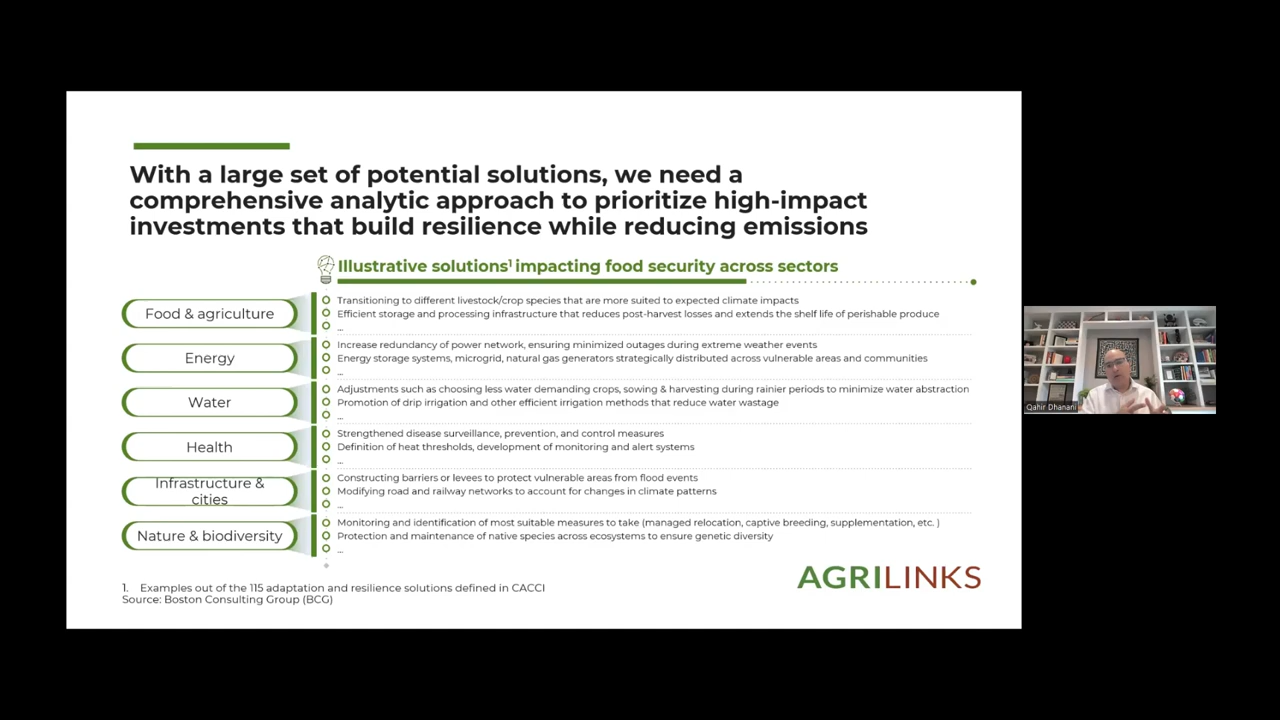 With a large set of potential solutions, we need a
comprehensive analytic approach to prioritize high-impact
investments that build resilience while reducing emissions
Illustrative solutions1 impacting food security across sectors
Food & agriculture
Transitioning to different livestock/crop species that are more suited to expected climate impacts
Efficient storage and processing infrastructure that reduces post-harvest losses and extends the shelf life of perishable produce
...
Energy
Increase redundancy of power network, ensuring minimized outages during extreme weather events
Energy storage systems, microgrid, natural gas generators strategically distributed across vulnerable areas and communities
...
Water
Adjustments such as choosing less water demanding crops, sowing & harvesting during rainier periods to minimize water abstraction
Promotion of drip irrigation and other efficient irrigation methods that reduce water wastage
...
Health
Strengthened disease surveillance, prevention, and control measures
Definition of heat thresholds, development of monitoring and alert systems
...
Infrastructure &
cities
Constructing barriers or levees to protect vulnerable areas from flood events
Modifying road and railway networks to account for changes in climate patterns
...
Nature & biodiversity
Monitoring and identification of most suitable measures to take (managed relocation, captive breeding, supplementation, etc. )
Protection and maintenance of native species across ecosystems to ensure genetic diversity
...
1. Examples out of the 115 adaptation and resilience solutions defined in CACCI
Source: Boston Consulting Group (BCG)
AGRILINKS
Qahir Dhanani